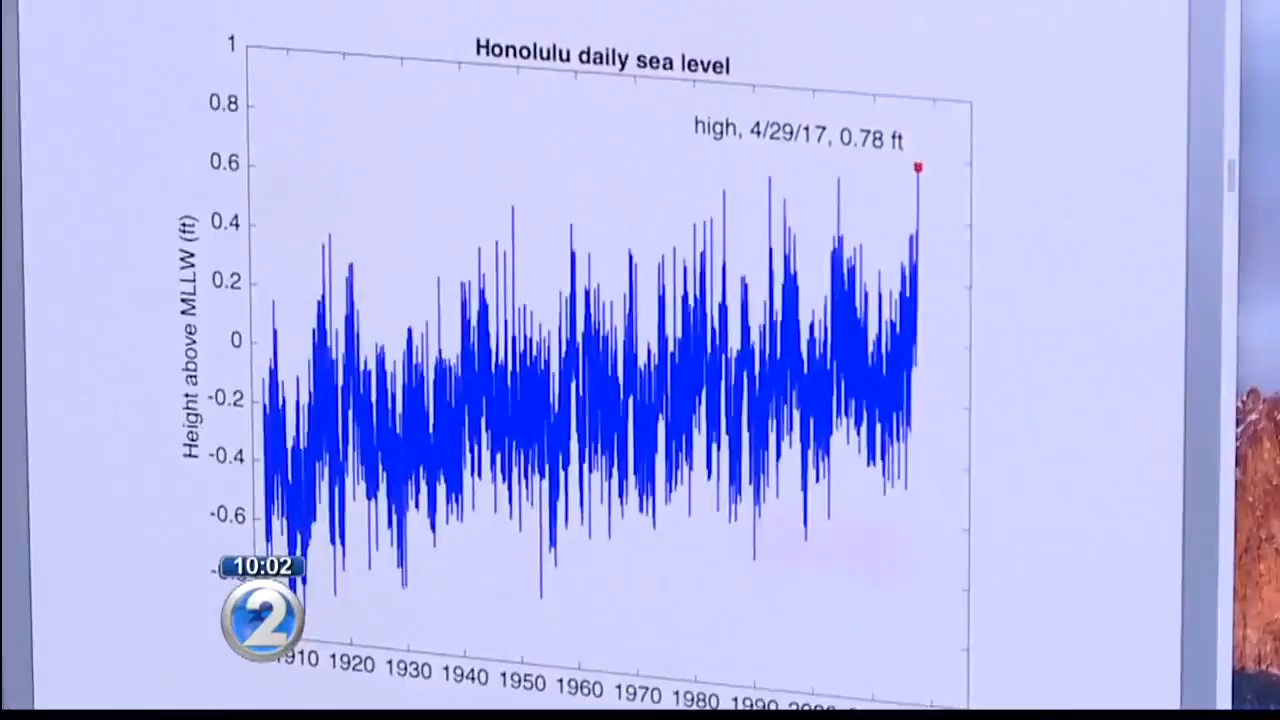 Honolulu daily sea level
high, 4/29/17, 0.78 ft
Height above MLLW (ft)
1
0.8
0.6
0.4
0.2
0
-0.2
-0.4
-0.6
1910 1920 1930 1940 1950 1960 1970 1980 1990
10:02
2